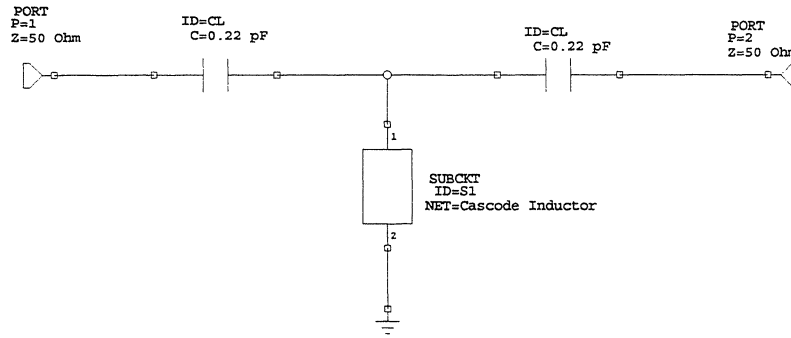 PORT
P=1
Z=50 Ohm
ID=CL
C=0.22 pF
ID=CL
C=0.22 pF
PORT
P=2
Z=50 Ohm
1
SUBCKT
ID=S1
NET=Cascode Inductor
2